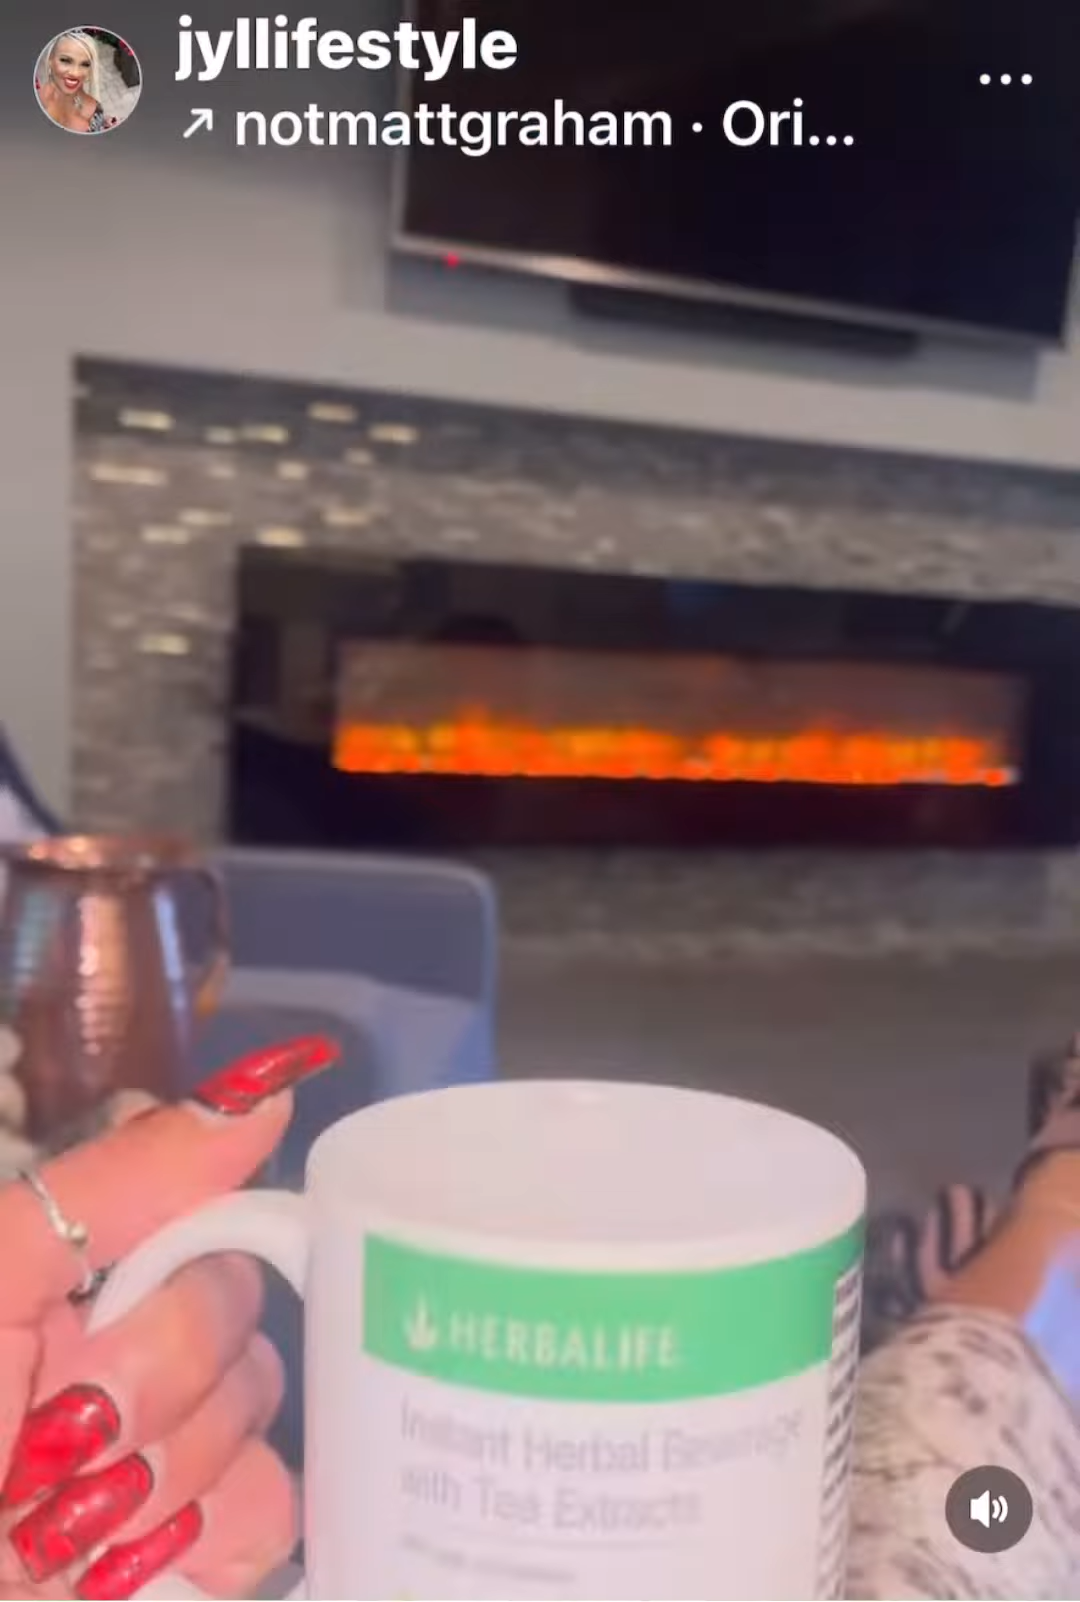 jyllifestyle
↗ notmattgraham · Ori...
HERBALIFE
Instant Herbal Beverage
with Tea Extracts